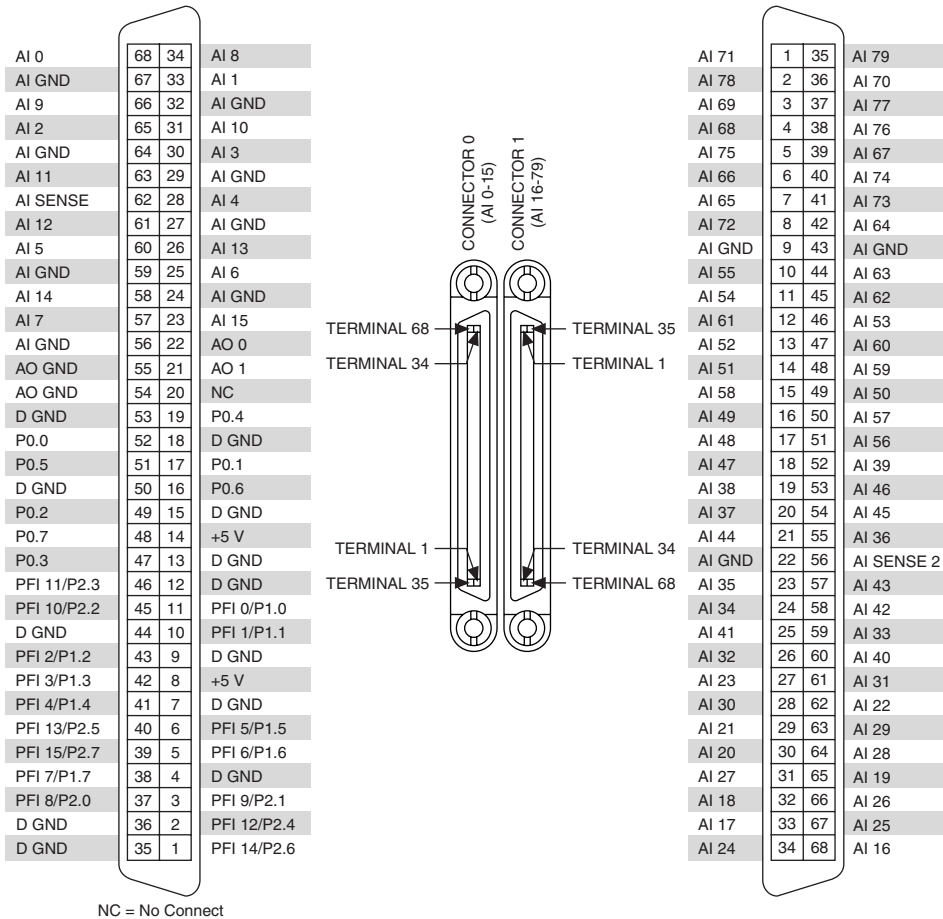 AI 0 68 34 AI 8
AI GND 67 33 AI 1
AI 9 66 32 AI GND
AI 2 65 31 AI 10
AI GND 64 30 AI 3
AI 11 63 29 AI GND
AI SENSE 62 28 AI 4
AI 12 61 27 AI GND
AI 5 60 26 AI 13
AI GND 59 25 AI 6
AI 14 58 24 AI GND
AI 7 57 23 AI 15
AI GND 56 22 AO 0
AO GND 55 21 AO 1
AO GND 54 20 NC
D GND 53 19 P0.4
P0.0 52 18 D GND
P0.5 51 17 P0.1
D GND 50 16 P0.6
P0.2 49 15 D GND
P0.7 48 14 +5 V
P0.3 47 13 D GND
PFI 11/P2.3 46 12 D GND
PFI 10/P2.2 45 11 PFI 0/P1.0
D GND 44 10 PFI 1/P1.1
PFI 2/P1.2 43 9 D GND
PFI 3/P1.3 42 8 +5 V
PFI 4/P1.4 41 7 D GND
PFI 13/P2.5 40 6 PFI 5/P1.5
PFI 15/P2.7 39 5 PFI 6/P1.6
PFI 7/P1.7 38 4 D GND
PFI 8/P2.0 37 3 PFI 9/P2.1
D GND 36 2 PFI 12/P2.4
D GND 35 1 PFI 14/P2.6
NC = No Connect
CONNECTOR 0
(AI 0-15)
CONNECTOR 1
(AI 16-79)
TERMINAL 68
TERMINAL 35
TERMINAL 34
TERMINAL 1
TERMINAL 1
TERMINAL 34
TERMINAL 35
TERMINAL 68
AI 71 1 35 AI 79
AI 78 2 36 AI 70
AI 69 3 37 AI 77
AI 68 4 38 AI 76
AI 75 5 39 AI 67
AI 66 6 40 AI 74
AI 65 7 41 AI 73
AI 72 8 42 AI 64
AI GND 9 43 AI GND
AI 55 10 44 AI 63
AI 54 11 45 AI 62
AI 61 12 46 AI 53
AI 52 13 47 AI 60
AI 51 14 48 AI 59
AI 58 15 49 AI 50
AI 49 16 50 AI 57
AI 48 17 51 AI 56
AI 47 18 52 AI 39
AI 38 19 53 AI 46
AI 37 20 54 AI 45
AI 44 21 55 AI 36
AI GND 22 56 AI SENSE 2
AI 35 23 57 AI 43
AI 34 24 58 AI 42
AI 41 25 59 AI 33
AI 32 26 60 AI 40
AI 23 27 61 AI 31
AI 30 28 62 AI 22
AI 21 29 63 AI 29
AI 20 30 64 AI 28
AI 27 31 65 AI 19
AI 18 32 66 AI 26
AI 17 33 67 AI 25
AI 24 34 68 AI 16